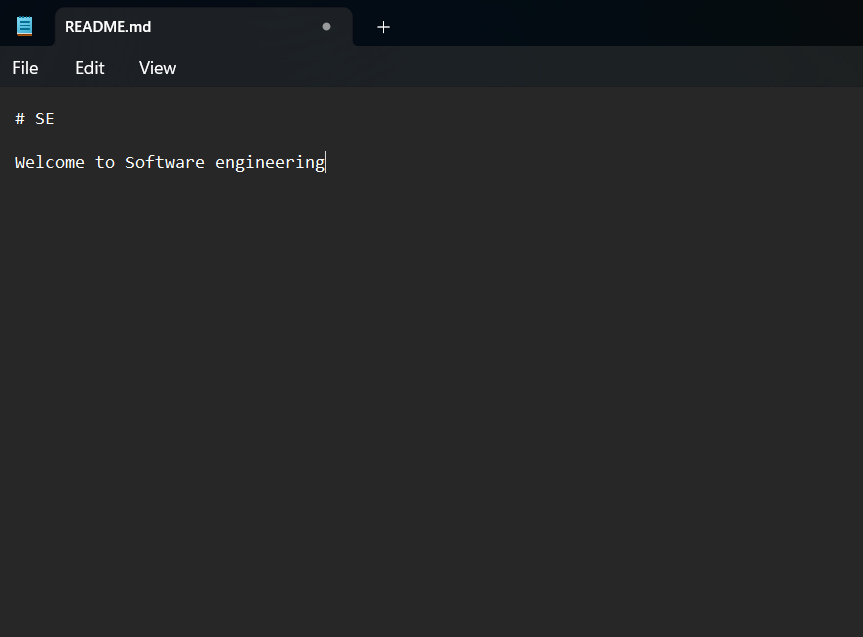 README.md
File Edit View
# SE
Welcome to Software engineering